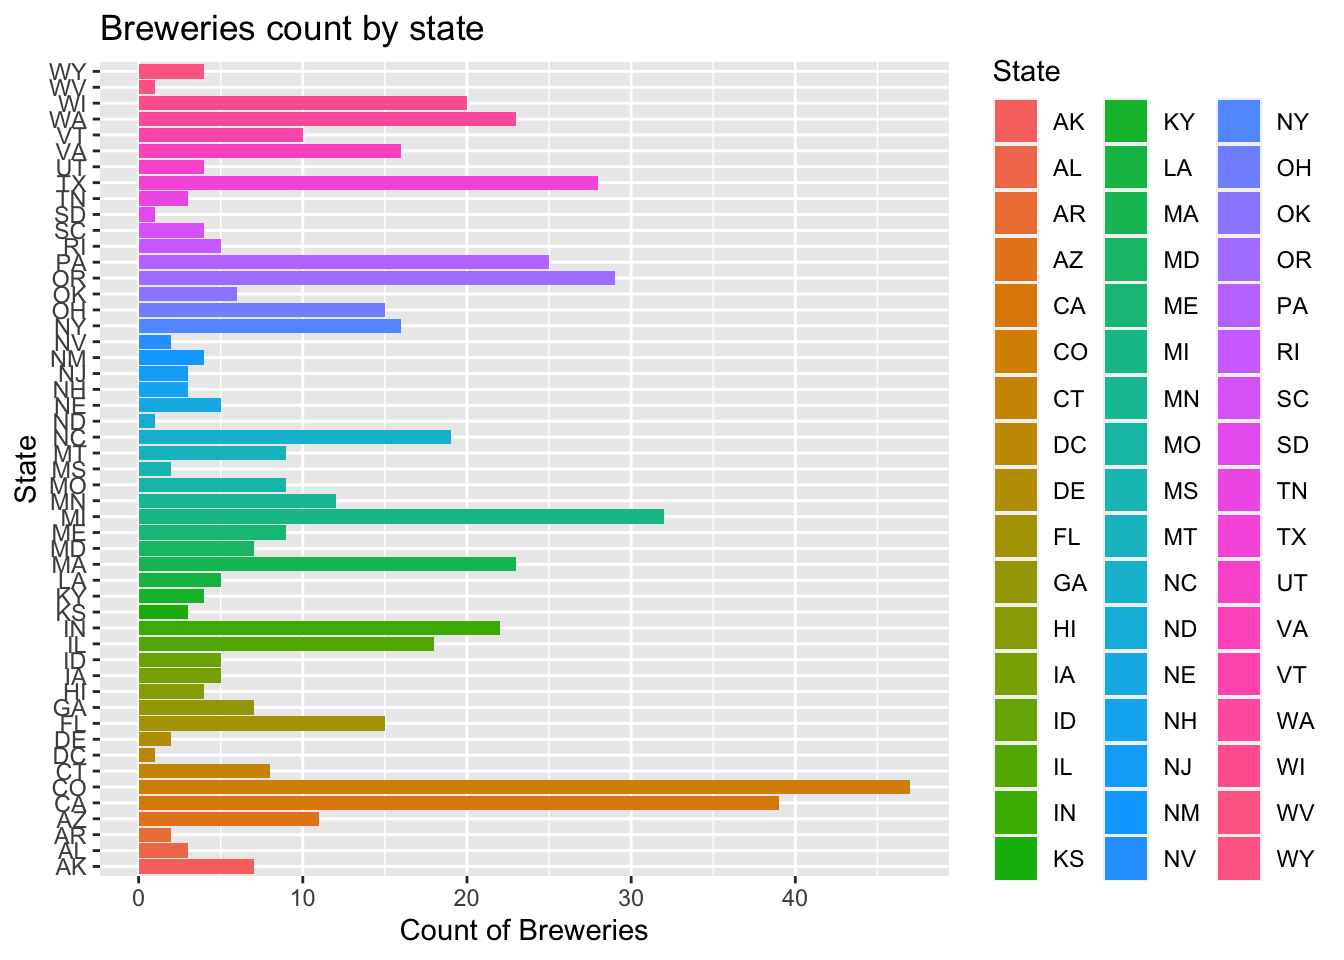 Breweries count by state
WY
WV
WI
WA
VT
VA
UT
TX
TN
SD
SC
RI
PA
OR
OK
OH
NY
NV
NM
NJ
NH
NE
ND
NC
MT
MS
MO
MN
MI
ME
MD
MA
LA
KY
KS
IN
IL
ID
IA
HI
GA
FL
DE
DC
CT
CO
CA
AZ
AR
AL
AK
State
0 10 20 30 40
Count of Breweries
State
AK KY NY
AL LA OH
AR MA OK
AZ MD OR
CA ME PA
CO MI RI
CT MN SC
DC MO SD
DE MS TN
FL MT TX
GA NC UT
HI ND VA
IA NE VT
ID NH WA
IL NJ WI
IN NM WV
KS NV WY